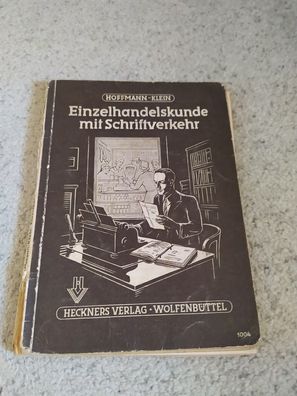 HOFFMANN-KLEIN
Einzelhandelskunde
mit Schriftverkehr
HV
HECKNERS VERLAG · WOLFENBÜTTEL
1004